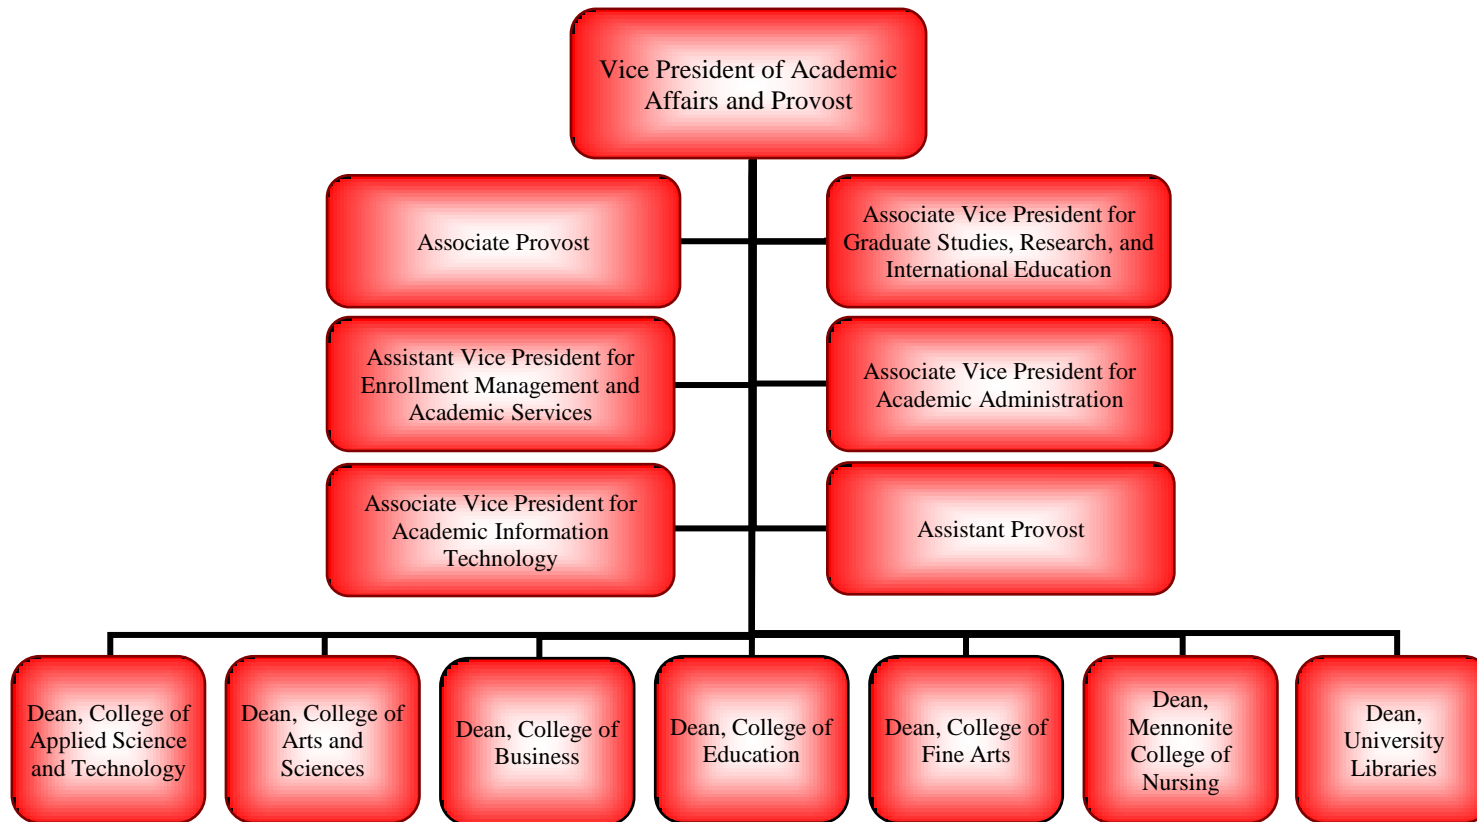 Vice President of Academic
Affairs and Provost
Associate Provost
Associate Vice President for
Graduate Studies, Research, and
International Education
Assistant Vice President for
Enrollment Management and
Academic Services
Associate Vice President for
Academic Administration
Associate Vice President for
Academic Information
Technology
Assistant Provost
Dean, College of
Applied Science
and Technology
Dean, College of
Arts and
Sciences
Dean, College of
Business
Dean, College of
Education
Dean, College of
Fine Arts
Dean,
Mennonite
College of
Nursing
Dean,
University
Libraries